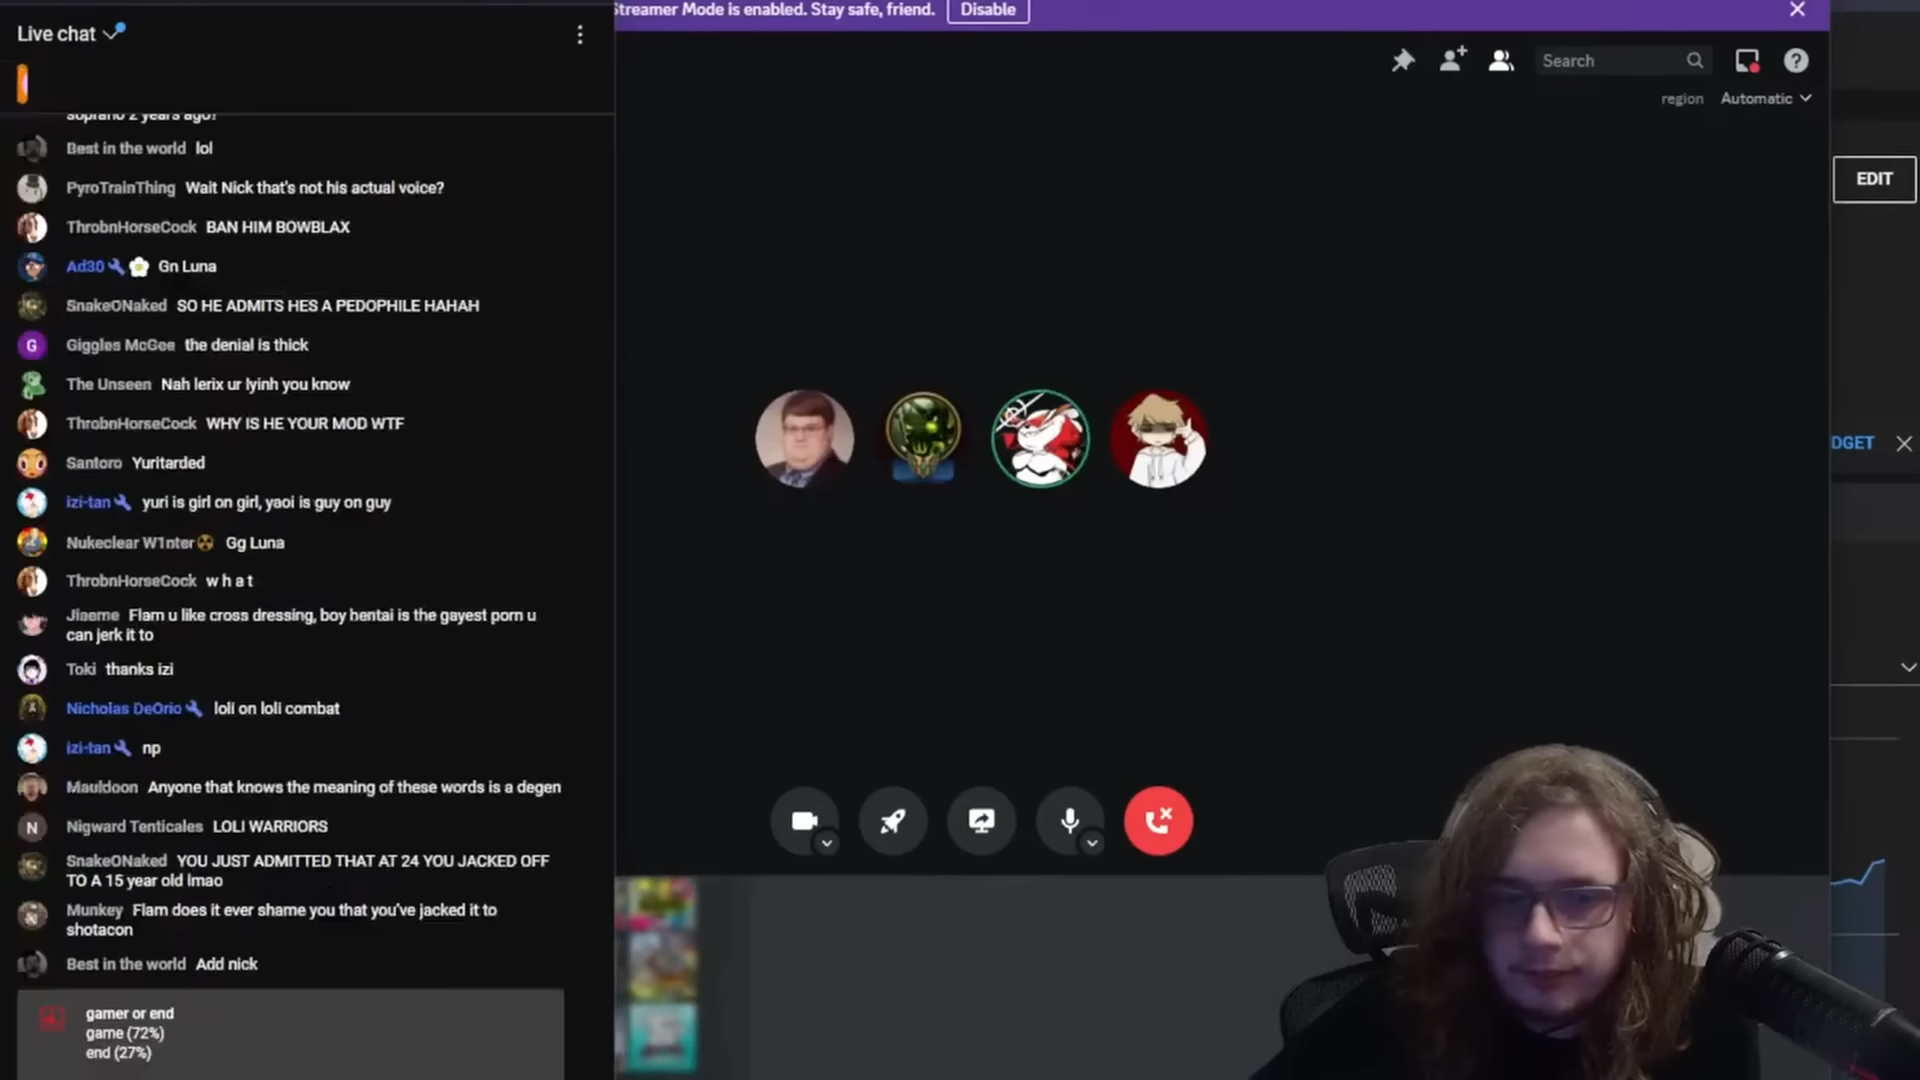 Streamer Mode is enabled. Stay safe, friend.
Disable
Live chat
Search
region
Automatic
EDIT
DGET
soprano 2 years ago?
Best in the world lol
PyroTrainThing Wait Nick that's not his actual voice?
ThrobnHorseCock BAN HIM BOWBLAX
Ad30 Gn Luna
SnakeONaked SO HE ADMITS HES A PEDOPHILE HAHAH
G
Giggles McGee the denial is thick
The Unseen Nah lerix ur lyinh you know
ThrobnHorseCock WHY IS HE YOUR MOD WTF
Santoro Yuritarded
izi-tan yuri is girl on girl, yaoi is guy on guy
Nukeclear W1nter Gg Luna
ThrobnHorseCock w h a t
Jiaeme Flam u like cross dressing, boy hentai is the gayest porn u
can jerk it to
Toki thanks izi
Nicholas DeOrio loli on loli combat
izi-tan np
Mauldoon Anyone that knows the meaning of these words is a degen
N
Nigward Tenticales LOLI WARRIORS
SnakeONaked YOU JUST ADMITTED THAT AT 24 YOU JACKED OFF
TO A 15 year old lmao
Munkey Flam does it ever shame you that you've jacked it to
shotacon
Best in the world Add nick
gamer or end
game (72%)
end (27%)